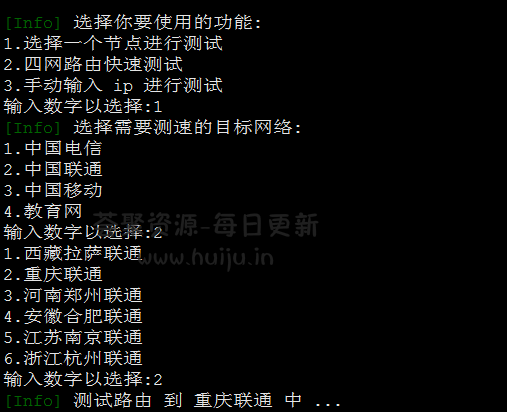 [Info] 选择你要使用的功能:
1.选择一个节点进行测试
2.四网路由快速测试
3.手动输入 ip 进行测试
输入数字以选择:1
[Info] 选择需要测速的目标网络:
1.中国电信
2.中国联通
3.中国移动
4.教育网
荟聚资源-每日更新
输入数字以选择:2
1.西藏拉萨联通
www.huiju.in
2.重庆联通
3.河南郑州联通
4.安徽合肥联通
5.江苏南京联通
6.浙江杭州联通
输入数字以选择:2
[Info] 测试路由 到 重庆联通 中 ...